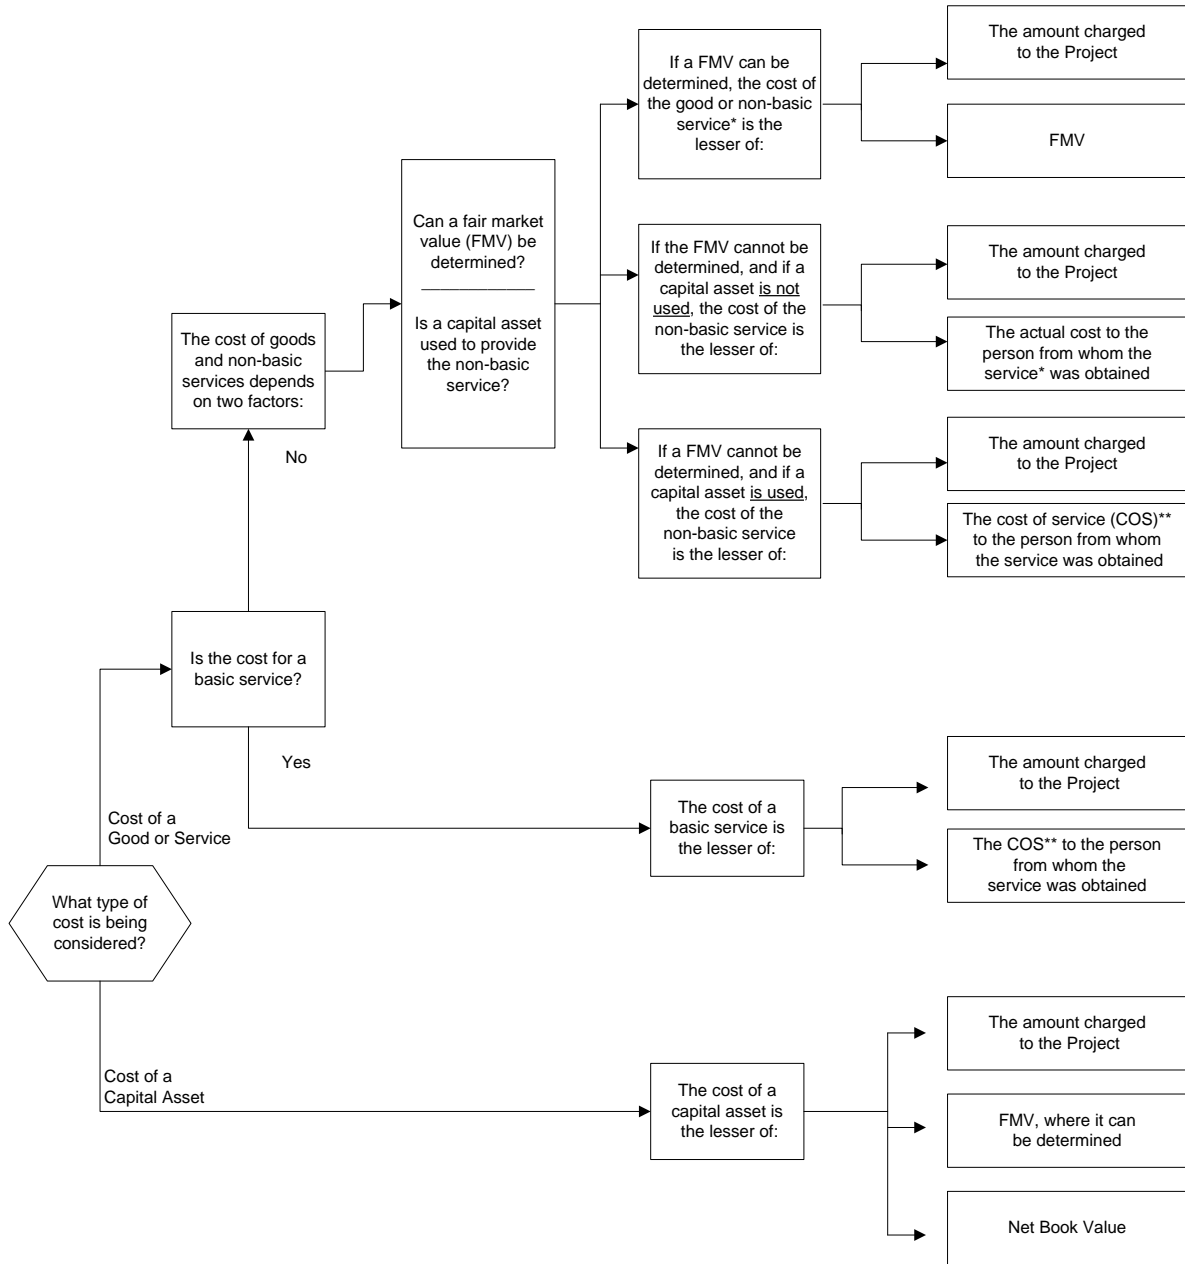 The amount charged
to the Project
If a FMV can be
determined, the cost of
the good or non-basic
service* is the
lesser of:
FMV
Can a fair market
value (FMV) be
determined?
Is a capital asset
used to provide
the non-basic
service?
If the FMV cannot be
determined, and if a
capital asset is not
used, the cost of the
non-basic service is
the lesser of:
The amount charged
to the Project
The actual cost to the
person from whom the
service* was obtained
The cost of goods
and non-basic
services depends
on two factors:
No
If a FMV cannot be
determined, and if a
capital asset is used,
the cost of the
non-basic service
is the lesser of:
The amount charged
to the Project
The cost of service (COS)**
to the person from whom
the service was obtained
Is the cost for a
basic service?
Yes
The cost of a
basic service is
the lesser of:
The amount charged
to the Project
The COS** to the person
from whom the
service was obtained
Cost of a
Good or Service
What type of
cost is being
considered?
Cost of a
Capital Asset
The cost of a
capital asset is
the lesser of:
The amount charged
to the Project
FMV, where it can
be determined
Net Book Value